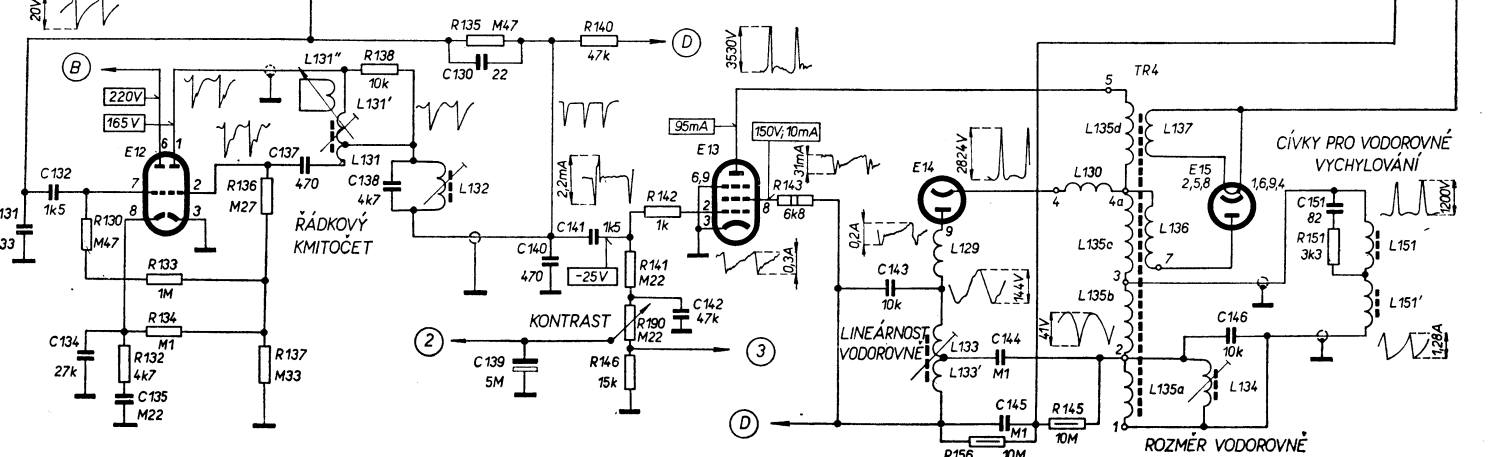 20V
R135 M47
C130 22
R140
47k
D
B
220V
165V
6 1
E12
7
2
8
3
L131"
L131'
L131
R138
10k
C132
1k5
R130
M47
R133
1M
R134
M1
C134
27k
R132
4k7
C135
M22
R136
M27
R137
M33
C137
470
ŘÁDKOVÝ
KMITOČET
C138
4k7
L132
C140
470
C141 1k5
2,2mA
-25V
R141
M22
R142
1k
KONTRAST
R190
M22
C142
47k
2
C139
5M
R146
15k
3
3530V
95mA
E13
6,9
2
3
8
150V; 10mA
31mA
R143
6k8
0,3A
0,2A
C143
10k
E14
9
L129
2824V
144V
LINEÁRNOST
VODOROVNĚ
L133
L133'
C144
M1
C145
M1
R145
10M
R156 10M
D
41V
TR4
5
L135d
L137
L130
4
4a
L135c
L136
7
3
L135b
2
L135a
1
E15
2,5,8
1,6,9,4
C146
10k
L134
ROZMĚR VODOROVNĚ
CÍVKY PRO VODOROVNÉ
VYCHYLOVÁNÍ
C151
82
R151
3k3
L151
L151'
1200V
1,28A